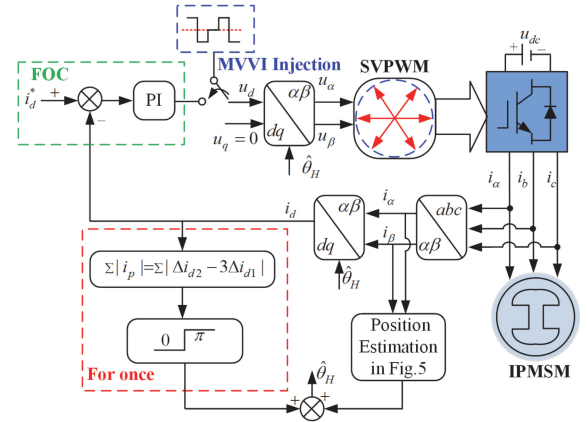 MVVI Injection
FOC
i_d^* + −
PI
u_d
u_q = 0
αβ
dq
θ̂_H
u_α
u_β
SVPWM
+ u_dc −
i_α i_b i_c
i_d
αβ
dq
θ̂_H
i_α
i_β
abc
αβ
Σ| i_p |=Σ| Δi_d2 − 3Δi_d1 |
0 π
For once
θ̂_H
+ +
Position
Estimation
in Fig.5
IPMSM